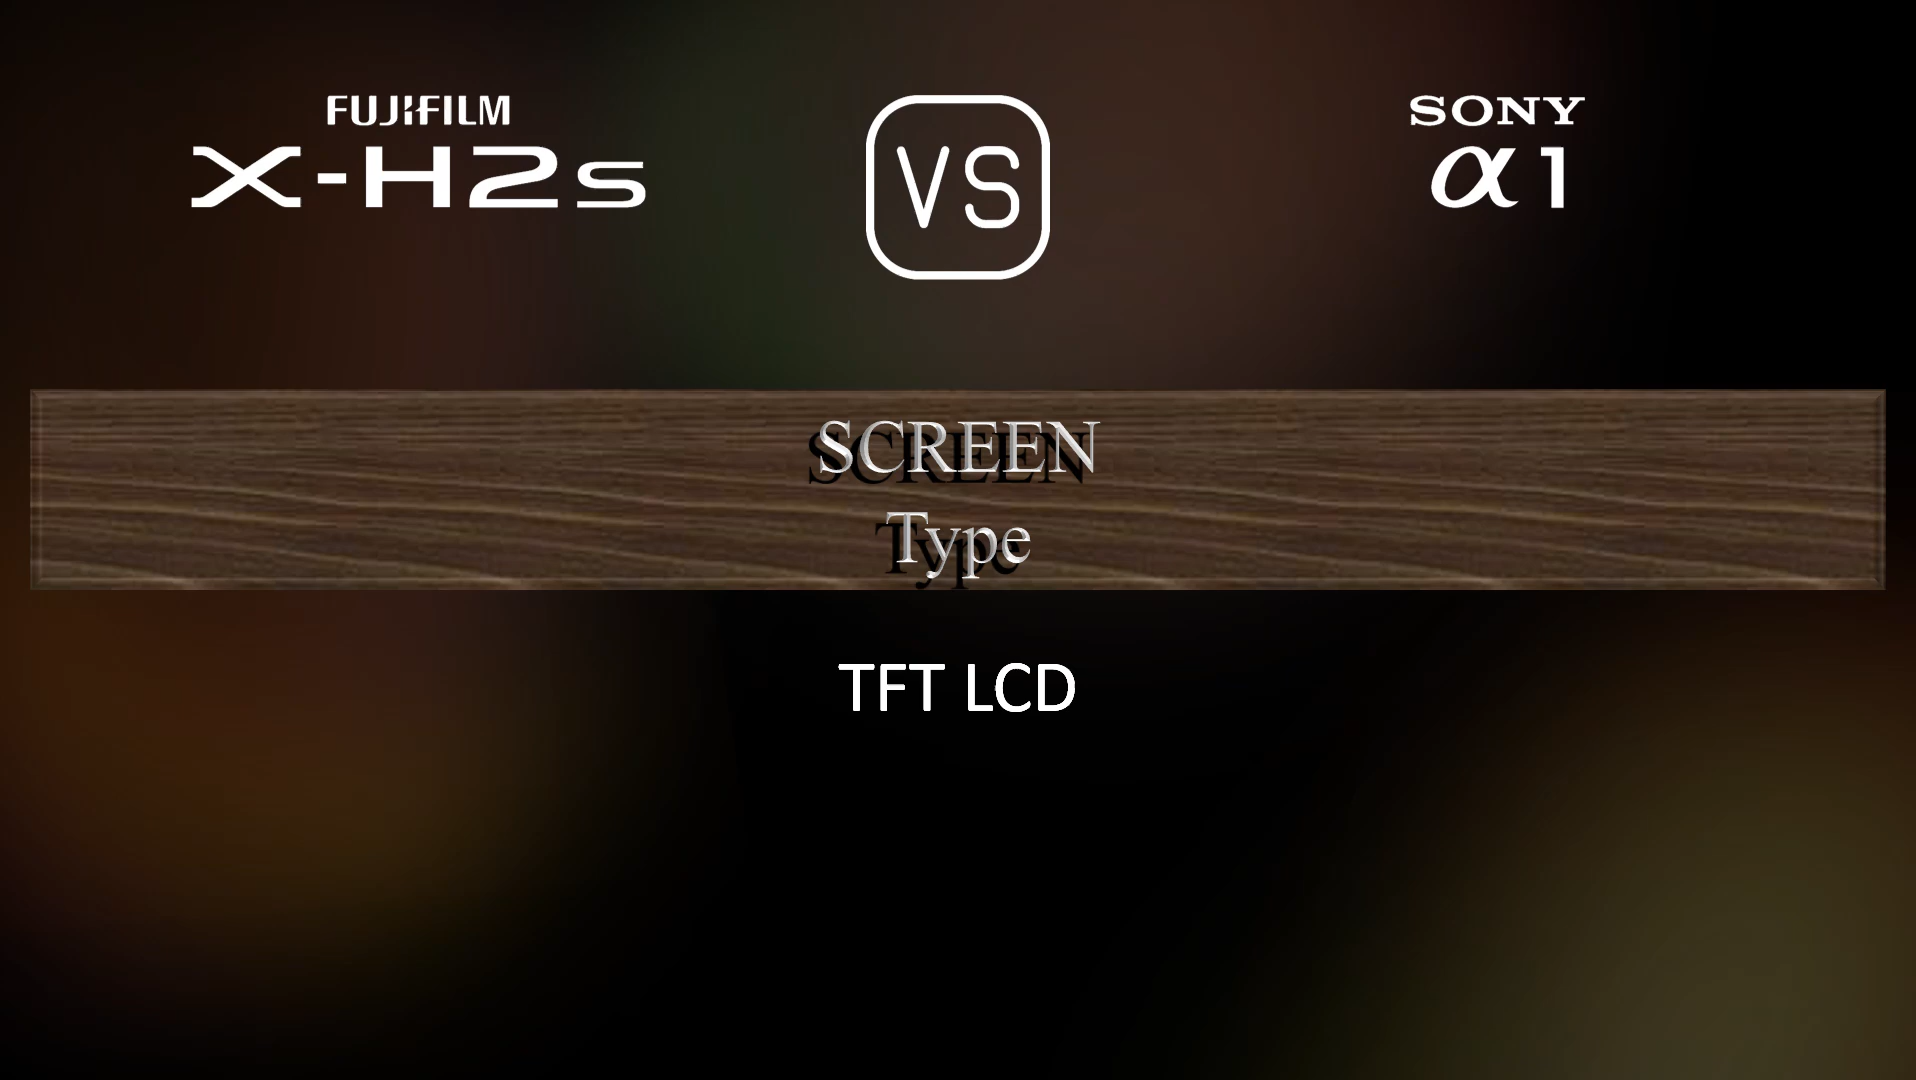 FUJIFILM
X-H2s
VS
SONY
α1
SCREEN
Type
TFT LCD